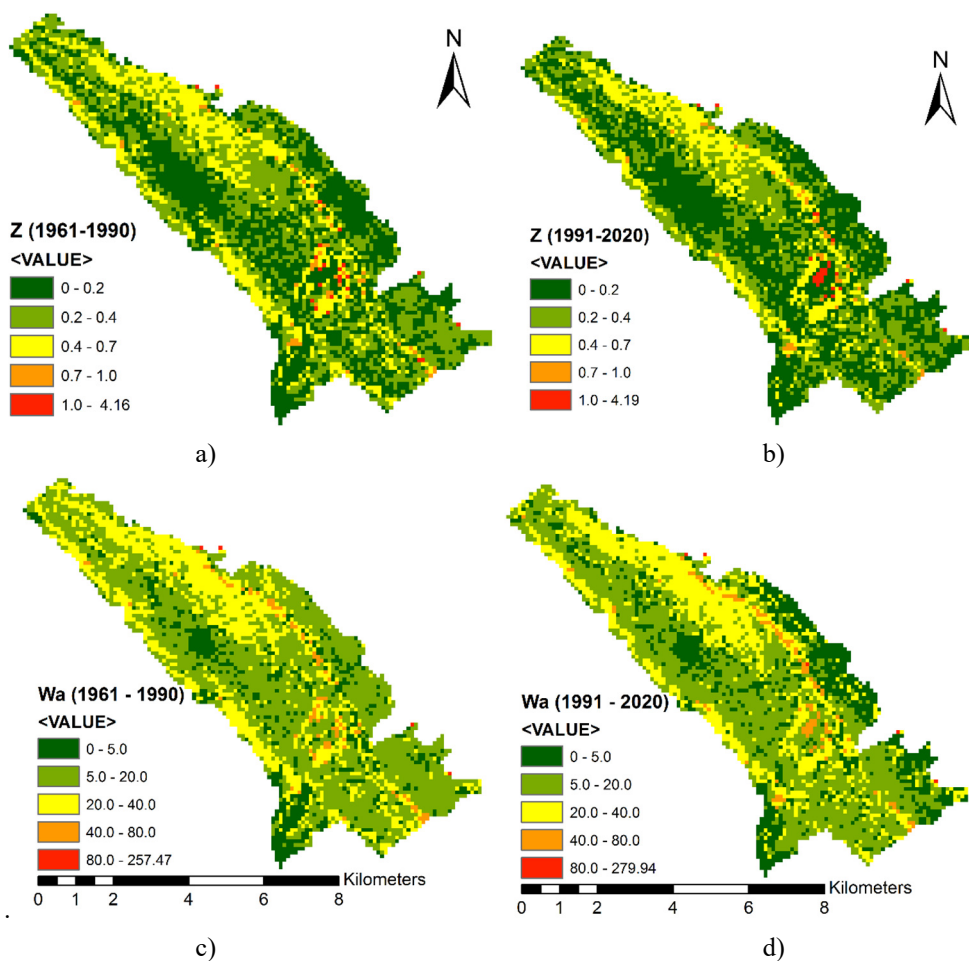 N
Z (1961-1990)
<VALUE>
0 - 0.2
0.2 - 0.4
0.4 - 0.7
0.7 - 1.0
1.0 - 4.16
a)
N
Z (1991-2020)
<VALUE>
0 - 0.2
0.2 - 0.4
0.4 - 0.7
0.7 - 1.0
1.0 - 4.19
b)
Wa (1961 - 1990)
<VALUE>
0 - 5.0
5.0 - 20.0
20.0 - 40.0
40.0 - 80.0
80.0 - 257.47
Kilometers
0 1 2 4 6 8
.
c)
Wa (1991 - 2020)
<VALUE>
0 - 5.0
5.0 - 20.0
20.0 - 40.0
40.0 - 80.0
80.0 - 279.94
Kilometers
0 1 2 4 6 8
d)